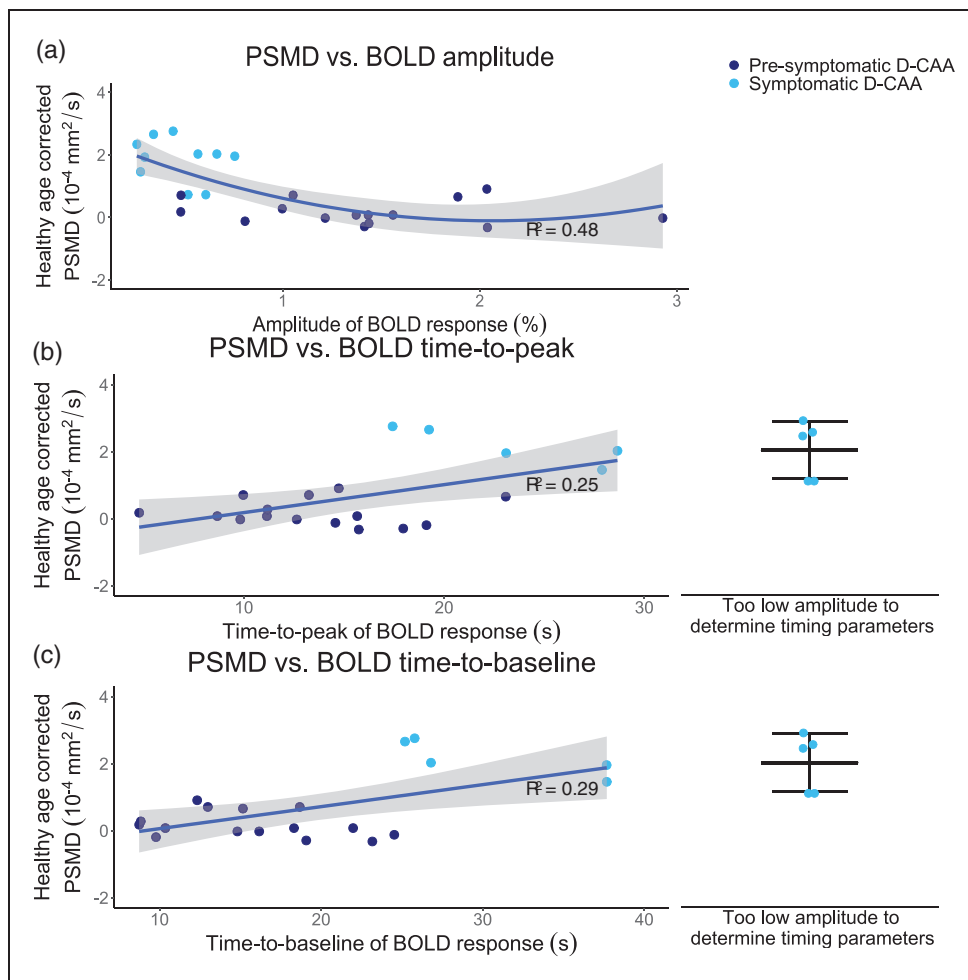 (a)
PSMD vs. BOLD amplitude
Pre-symptomatic D-CAA
Symptomatic D-CAA
Healthy age corrected
PSMD (10⁻⁴ mm²/s)
4
2
0
-2
R² = 0.48
1
2
3
Amplitude of BOLD response (%)
(b)
PSMD vs. BOLD time-to-peak
Healthy age corrected
PSMD (10⁻⁴ mm²/s)
4
2
0
-2
R² = 0.25
10
20
30
Time-to-peak of BOLD response (s)
Too low amplitude to
determine timing parameters
(c)
PSMD vs. BOLD time-to-baseline
Healthy age corrected
PSMD (10⁻⁴ mm²/s)
4
2
0
-2
R² = 0.29
10
20
30
40
Time-to-baseline of BOLD response (s)
Too low amplitude to
determine timing parameters